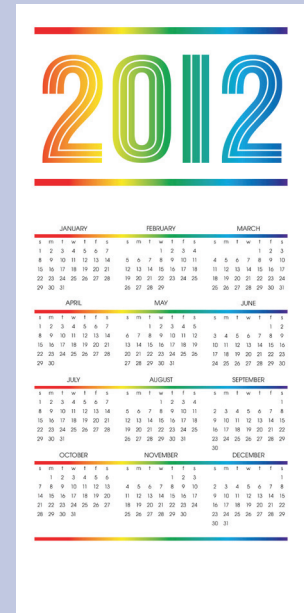 2012
JANUARY
s m t w t f s
1 2 3 4 5 6 7
8 9 10 11 12 13 14
15 16 17 18 19 20 21
22 23 24 25 26 27 28
29 30 31
FEBRUARY
s m t w t f s
1 2 3 4
5 6 7 8 9 10 11
12 13 14 15 16 17 18
19 20 21 22 23 24 25
26 27 28 29
MARCH
s m t w t f s
1 2 3
4 5 6 7 8 9 10
11 12 13 14 15 16 17
18 19 20 21 22 23 24
25 26 27 28 29 30 31
APRIL
s m t w t f s
1 2 3 4 5 6 7
8 9 10 11 12 13 14
15 16 17 18 19 20 21
22 23 24 25 26 27 28
29 30
MAY
s m t w t f s
1 2 3 4 5
6 7 8 9 10 11 12
13 14 15 16 17 18 19
20 21 22 23 24 25 26
27 28 29 30 31
JUNE
s m t w t f s
1 2
3 4 5 6 7 8 9
10 11 12 13 14 15 16
17 18 19 20 21 22 23
24 25 26 27 28 29 30
JULY
s m t w t f s
1 2 3 4 5 6 7
8 9 10 11 12 13 14
15 16 17 18 19 20 21
22 23 24 25 26 27 28
29 30 31
AUGUST
s m t w t f s
1 2 3 4
5 6 7 8 9 10 11
12 13 14 15 16 17 18
19 20 21 22 23 24 25
26 27 28 29 30 31
SEPTEMBER
s m t w t f s
1
2 3 4 5 6 7 8
9 10 11 12 13 14 15
16 17 18 19 20 21 22
23 24 25 26 27 28 29
30
OCTOBER
s m t w t f s
1 2 3 4 5 6
7 8 9 10 11 12 13
14 15 16 17 18 19 20
21 22 23 24 25 26 27
28 29 30 31
NOVEMBER
s m t w t f s
1 2 3
4 5 6 7 8 9 10
11 12 13 14 15 16 17
18 19 20 21 22 23 24
25 26 27 28 29 30
DECEMBER
s m t w t f s
1
2 3 4 5 6 7 8
9 10 11 12 13 14 15
16 17 18 19 20 21 22
23 24 25 26 27 28 29
30 31